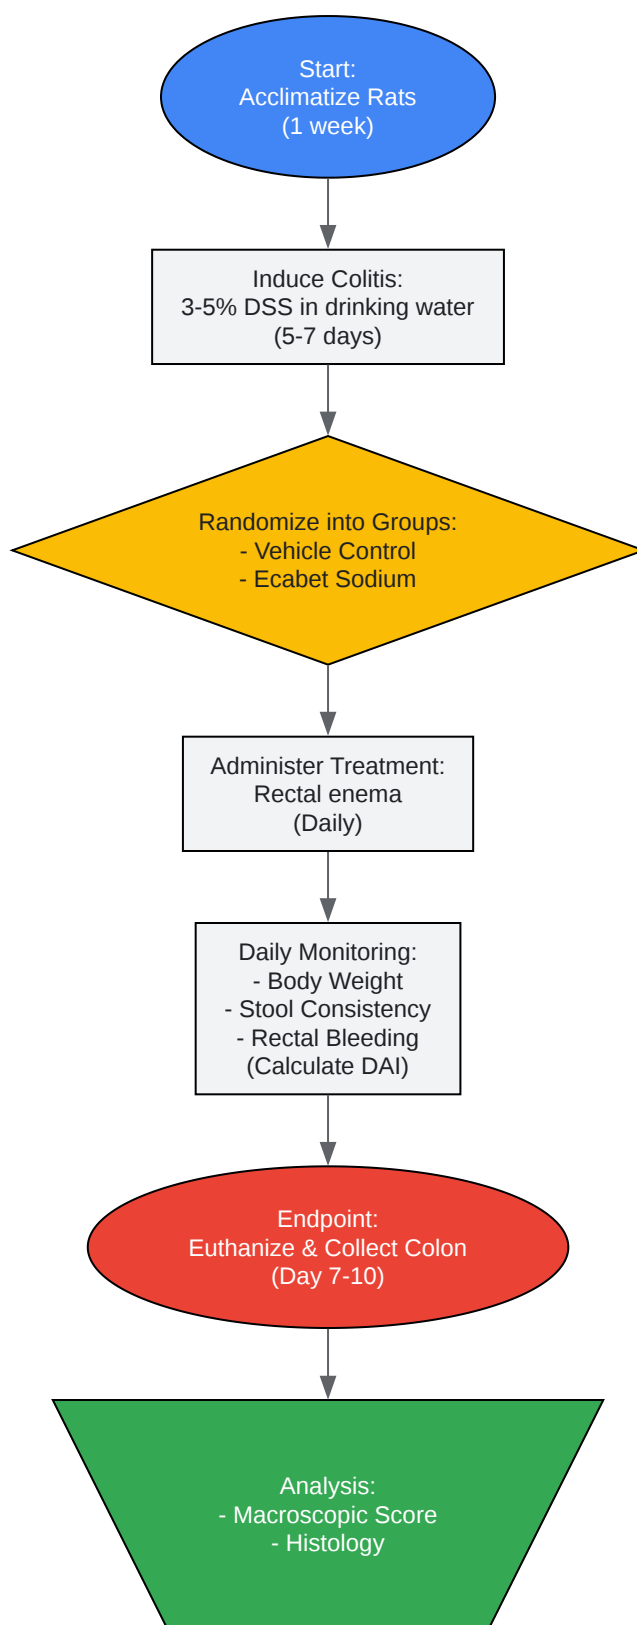 Start:
Acclimatize Rats
(1 week)
Induce Colitis:
3-5% DSS in drinking water
(5-7 days)
Randomize into Groups:
- Vehicle Control
- Ecabet Sodium
Administer Treatment:
Rectal enema
(Daily)
Daily Monitoring:
- Body Weight
- Stool Consistency
- Rectal Bleeding
(Calculate DAI)
Endpoint:
Euthanize & Collect Colon
(Day 7-10)
Analysis:
- Macroscopic Score
- Histology